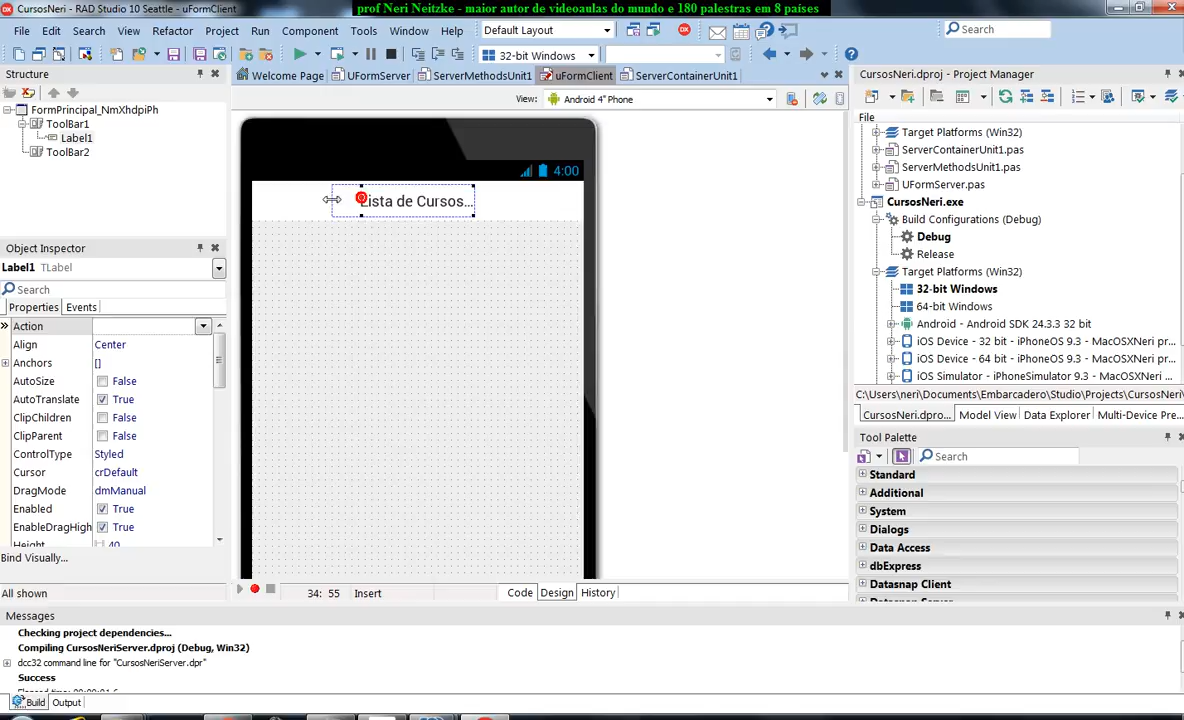 CursosNeri - RAD Studio 10 Seattle - uFormClient
prof Neri Neitzke - maior autor de videoaulas do mundo e 180 palestras em 8 países
File Edit Search View Refactor Project Run Component Tools Window Help
Default Layout
Search
32-bit Windows
Structure
Welcome Page
UFormServer
ServerMethodsUnit1
uFormClient
ServerContainerUnit1
CursosNeri.dproj - Project Manager
View:
Android 4" Phone
FormPrincipal_NmXhdpiPh
ToolBar1
Label1
ToolBar2
File
Target Platforms (Win32)
ServerContainerUnit1.pas
ServerMethodsUnit1.pas
UFormServer.pas
CursosNeri.exe
Build Configurations (Debug)
Debug
Release
Target Platforms (Win32)
32-bit Windows
64-bit Windows
Android - Android SDK 24.3.3 32 bit
iOS Device - 32 bit - iPhoneOS 9.3 - MacOSXNeri pr...
iOS Device - 64 bit - iPhoneOS 9.3 - MacOSXNeri pr...
iOS Simulator - iPhoneSimulator 9.3 - MacOSXNeri ...
C:\Users\neri\Documents\Embarcadero\Studio\Projects\CursosNeri\
CursosNeri.dpro...
Model View
Data Explorer
Multi-Device Pre...
4:00
Lista de Cursos...
Object Inspector
Label1 TLabel
Search
Properties
Events
Action
Align Center
Anchors []
AutoSize False
AutoTranslate True
ClipChildren False
ClipParent False
ControlType Styled
Cursor crDefault
DragMode dmManual
Enabled True
EnableDragHigh True
Height 40
Bind Visually...
All shown
34: 55
Insert
Code
Design
History
Tool Palette
Search
Standard
Additional
System
Dialogs
Data Access
dbExpress
Datasnap Client
Datasnap Server
Messages
Checking project dependencies...
Compiling CursosNeriServer.dproj (Debug, Win32)
dcc32 command line for "CursosNeriServer.dpr"
Success
Build
Output